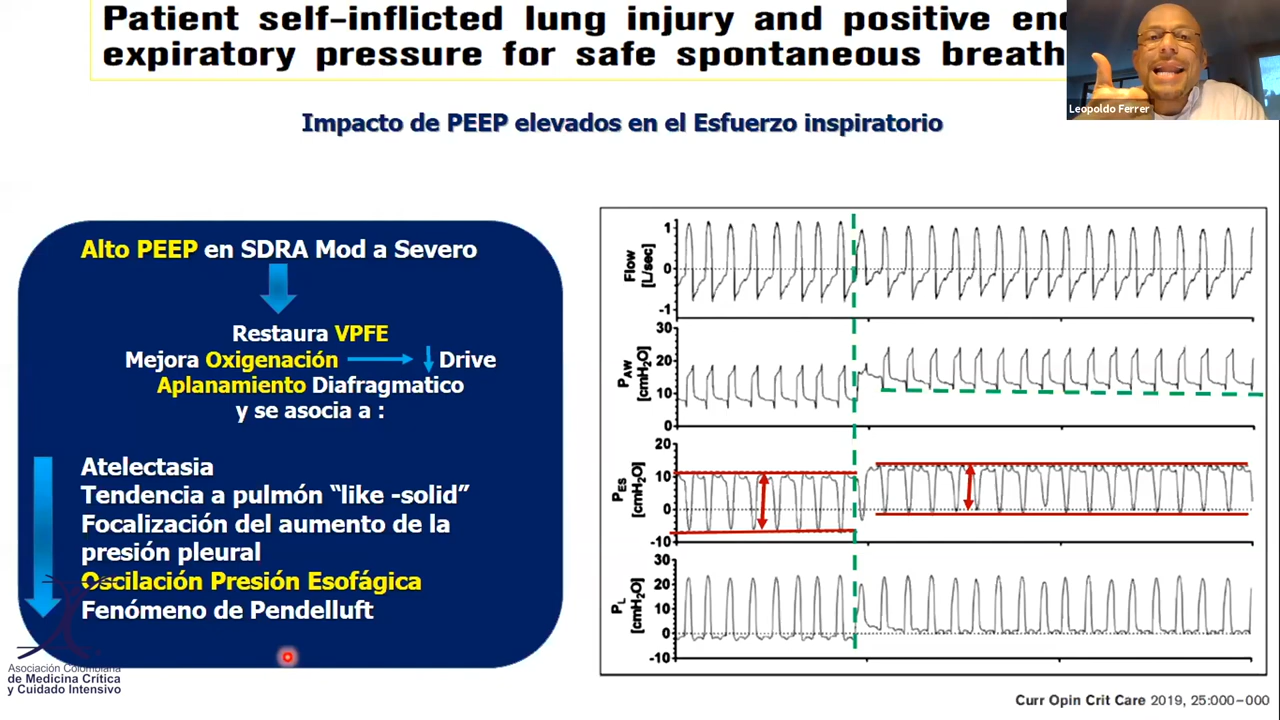 Patient self-inflicted lung injury and positive en
expiratory pressure for safe spontaneous breath
Leopoldo Ferrer
Impacto de PEEP elevados en el Esfuerzo inspiratorio
Alto PEEP en SDRA Mod a Severo
Restaura VPFE
Mejora Oxigenación Drive
Aplanamiento Diafragmatico
y se asocia a :
Atelectasia
Tendencia a pulmón “like -solid”
Focalización del aumento de la
presión pleural
Oscilación Presión Esofágica
Fenómeno de Pendelluft
Asociación Colombiana
de Medicina Crítica
y Cuidado Intensivo
Flow
[L/sec]
1
0
-1
PAW
[cmH2O]
30
20
10
0
PES
[cmH2O]
20
10
0
-10
PL
[cmH2O]
30
20
10
0
-10
Curr Opin Crit Care 2019, 25:000–000